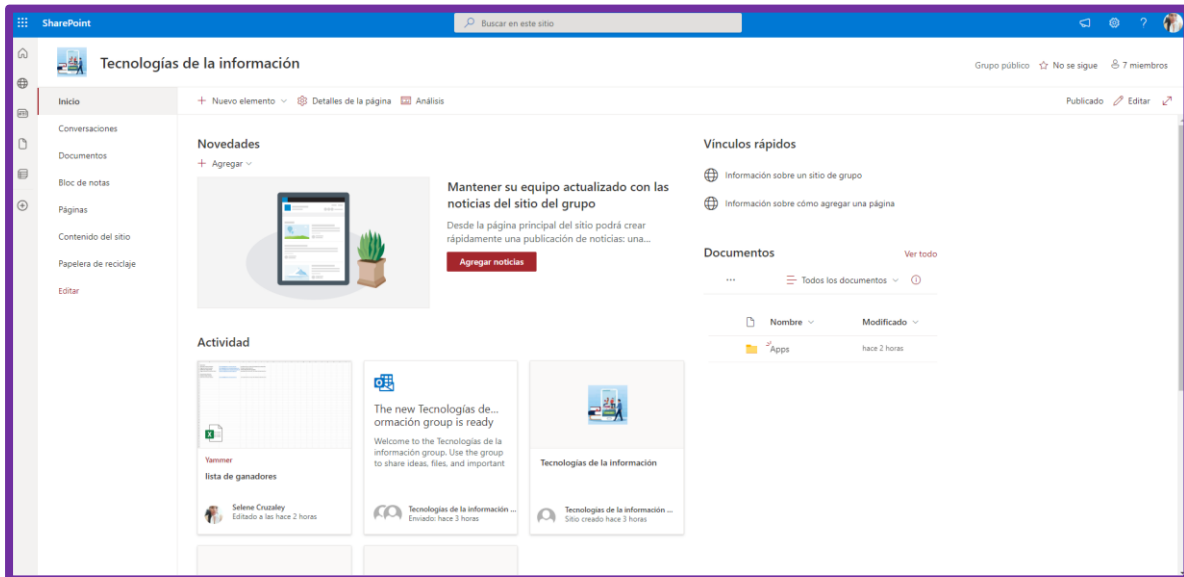 SharePoint
Buscar en este sitio
?
Tecnologías de la información
Grupo público
No se sigue
7 miembros
Inicio
Nuevo elemento
Detalles de la página
Análisis
Publicado
Editar
Conversaciones
Documentos
Bloc de notas
Páginas
Contenido del sitio
Papelera de reciclaje
Editar
Novedades
Agregar
Mantener su equipo actualizado con las
noticias del sitio del grupo
Desde la página principal del sitio podrá crear
rápidamente una publicación de noticias: una...
Agregar noticias
Vínculos rápidos
Información sobre un sitio de grupo
Información sobre cómo agregar una página
Documentos
Ver todo
...
Todos los documentos
Nombre
Modificado
Apps
hace 2 horas
Actividad
Yammer
lista de ganadores
Selene Cruzaley
Editado a las hace 2 horas
The new Tecnologías de...
ormación group is ready
Welcome to the Tecnologías de la
información group. Use the group
to share ideas, files, and important
Tecnologías de la información ...
Enviado: hace 3 horas
Tecnologías de la información
Tecnologías de la información ...
Sitio creado hace 3 horas